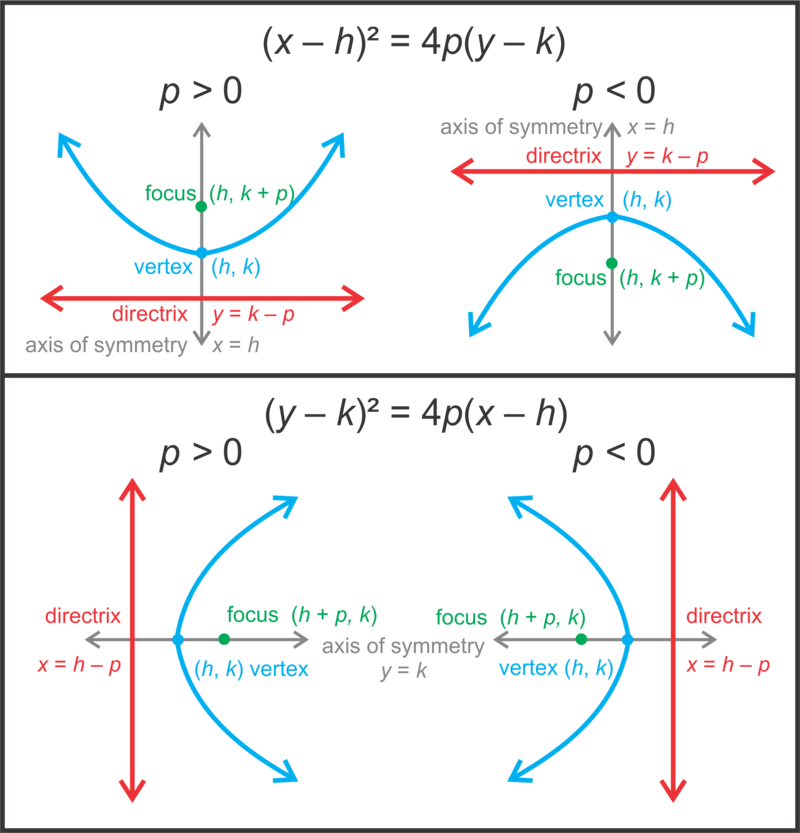 (x – h)² = 4p(y – k)
p > 0
focus (h, k + p)
vertex (h, k)
directrix y = k – p
axis of symmetry x = h
p < 0
axis of symmetry x = h
directrix y = k – p
vertex (h, k)
focus (h, k + p)
(y – k)² = 4p(x – h)
p > 0
directrix
x = h – p
focus (h + p, k)
(h, k) vertex
axis of symmetry
y = k
p < 0
focus (h + p, k)
vertex (h, k)
directrix
x = h – p